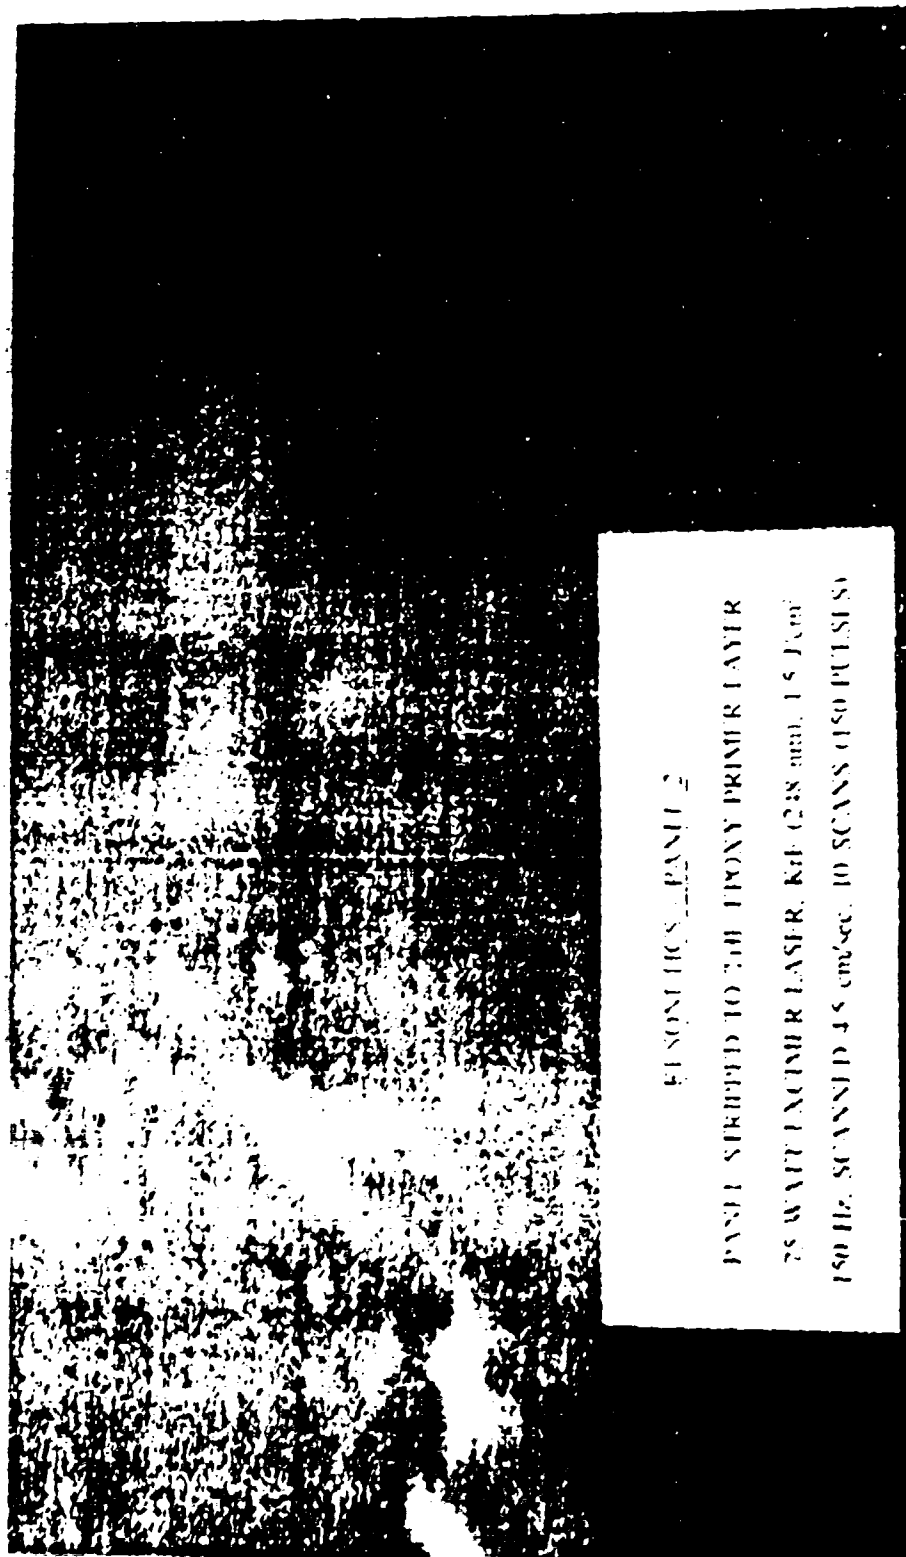 RESONETICS PANEL 2
PANEL STRIPPED TO THE EPOXY PRIMER LAYER
75 WATT EXCIMER LASER, KrF (248 nm), 1.5 J/cm²
150 Hz, SCANNED 4.5 cm/sec, 10 SCANS (150 PULSES)